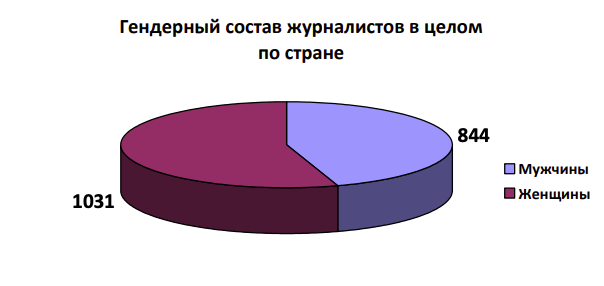 Гендерный состав журналистов в целом
по стране
844
1031
Мужчины
Женщины